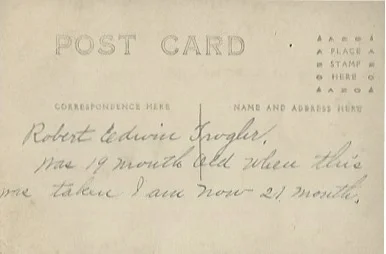 POST CARD
PLACE
STAMP
HERE
CORRESPONDENCE HERE
NAME AND ADDRESS HERE
Robert Edwin Trogler.
was 19 month old when this
was taken I am now 21 month.